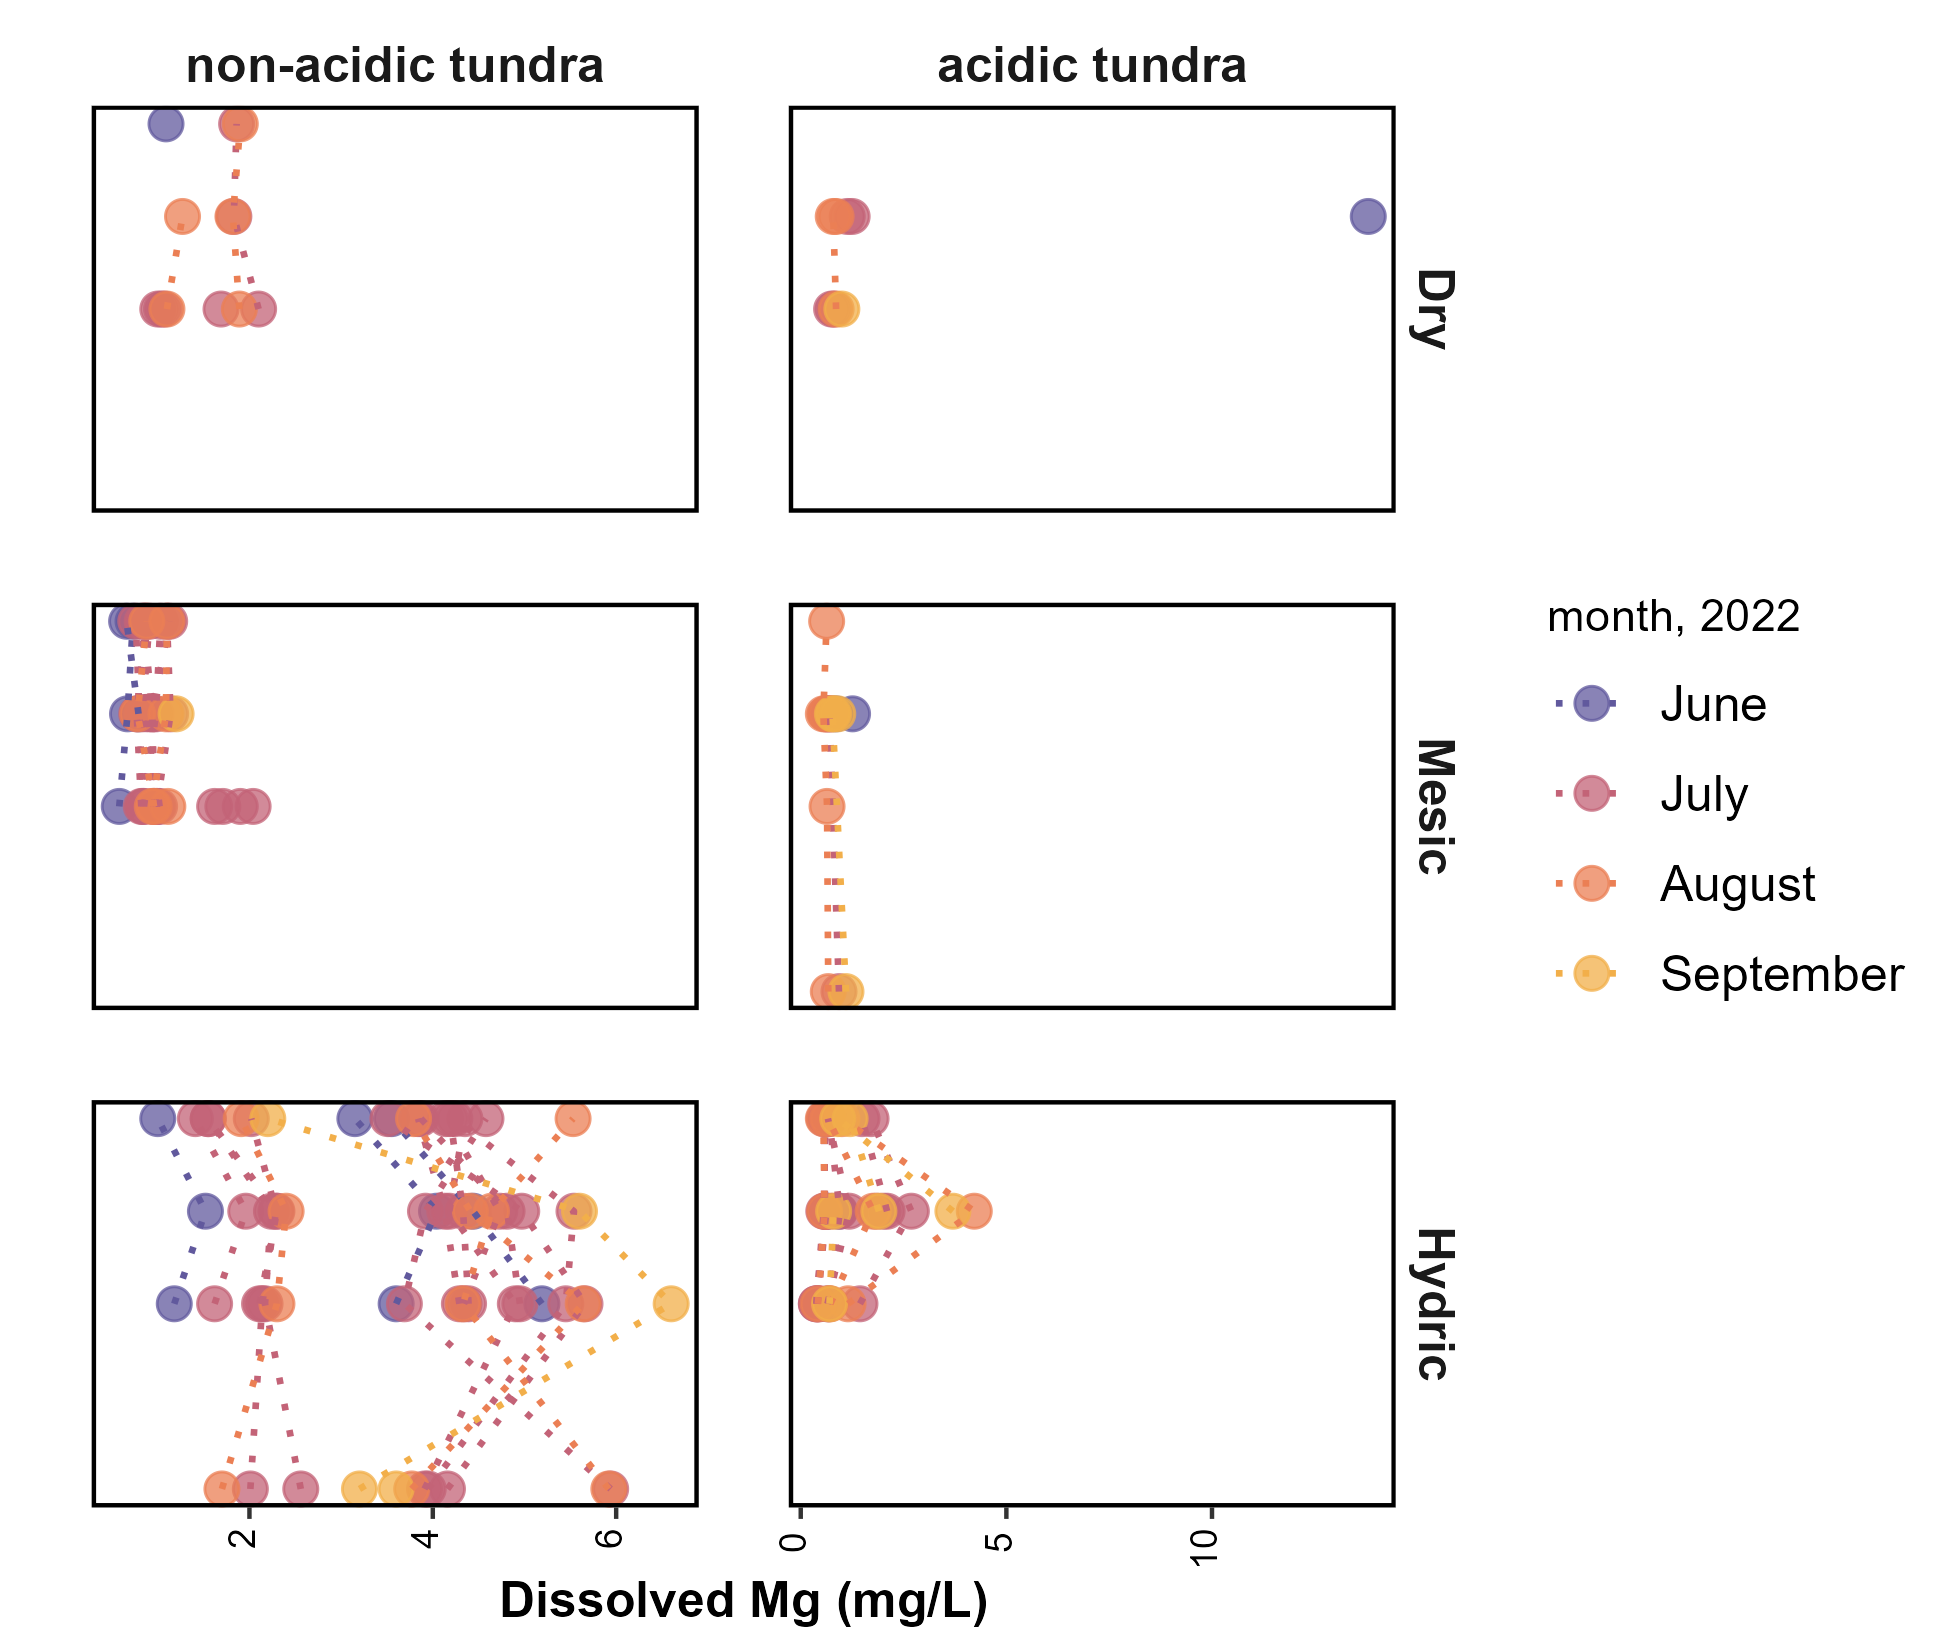 non-acidic tundra
acidic tundra
Dry
Mesic
Hydric
month, 2022
June
July
August
September
2
4
6
0
5
10
Dissolved Mg (mg/L)